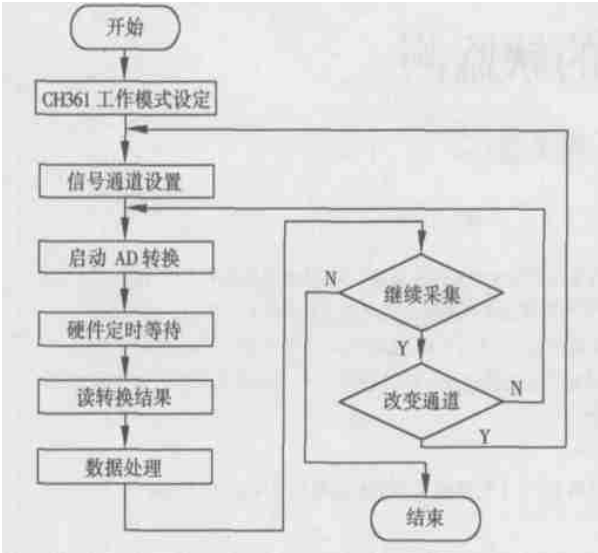 开始
CH361 工作模式设定
信号通道设置
启动 AD 转换
硬件定时等待
读转换结果
数据处理
继续采集
N
Y
改变通道
N
Y
结束